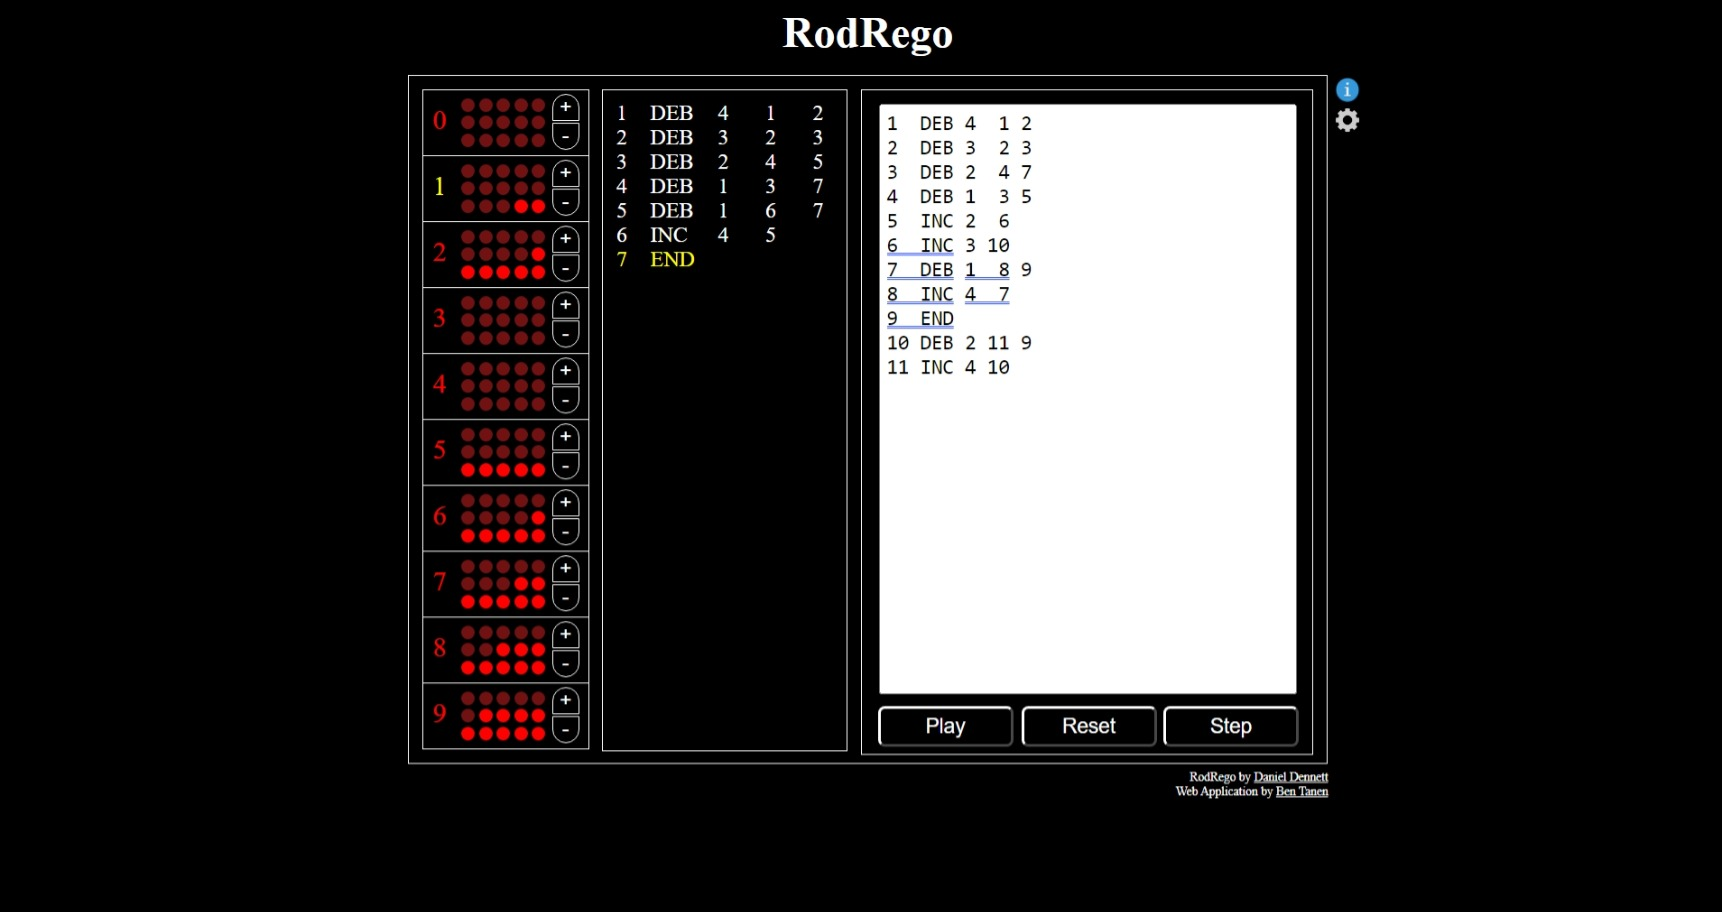 RodRego
0 + -
1 + -
2 + -
3 + -
4 + -
5 + -
6 + -
7 + -
8 + -
9 + -
1 DEB 4 1 2
2 DEB 3 2 3
3 DEB 2 4 5
4 DEB 1 3 7
5 DEB 1 6 7
6 INC 4 5
7 END
1 DEB 4 1 2
2 DEB 3 2 3
3 DEB 2 4 7
4 DEB 1 3 5
5 INC 2 6
6 INC 3 10
7 DEB 1 8 9
8 INC 4 7
9 END
10 DEB 2 11 9
11 INC 4 10
Play Reset Step
i
RodRego by Daniel Dennett
Web Application by Ben Tanen